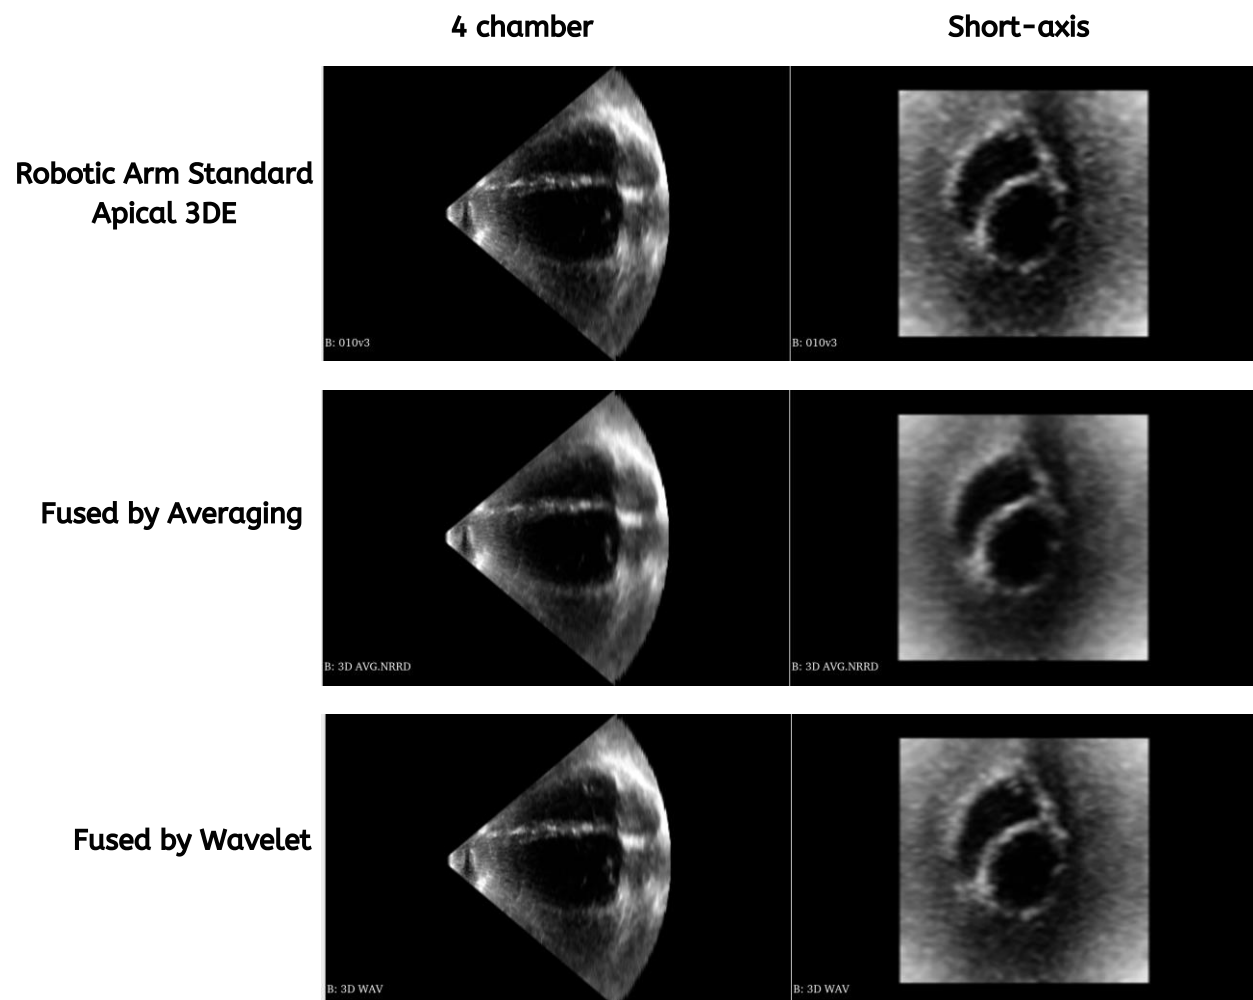 4 chamber
Short-axis
Robotic Arm Standard
Apical 3DE
B: 010v3
B: 010v3
Fused by Averaging
B: 3D AVG.NRRD
B: 3D AVG.NRRD
Fused by Wavelet
B: 3D WAV
B: 3D WAV